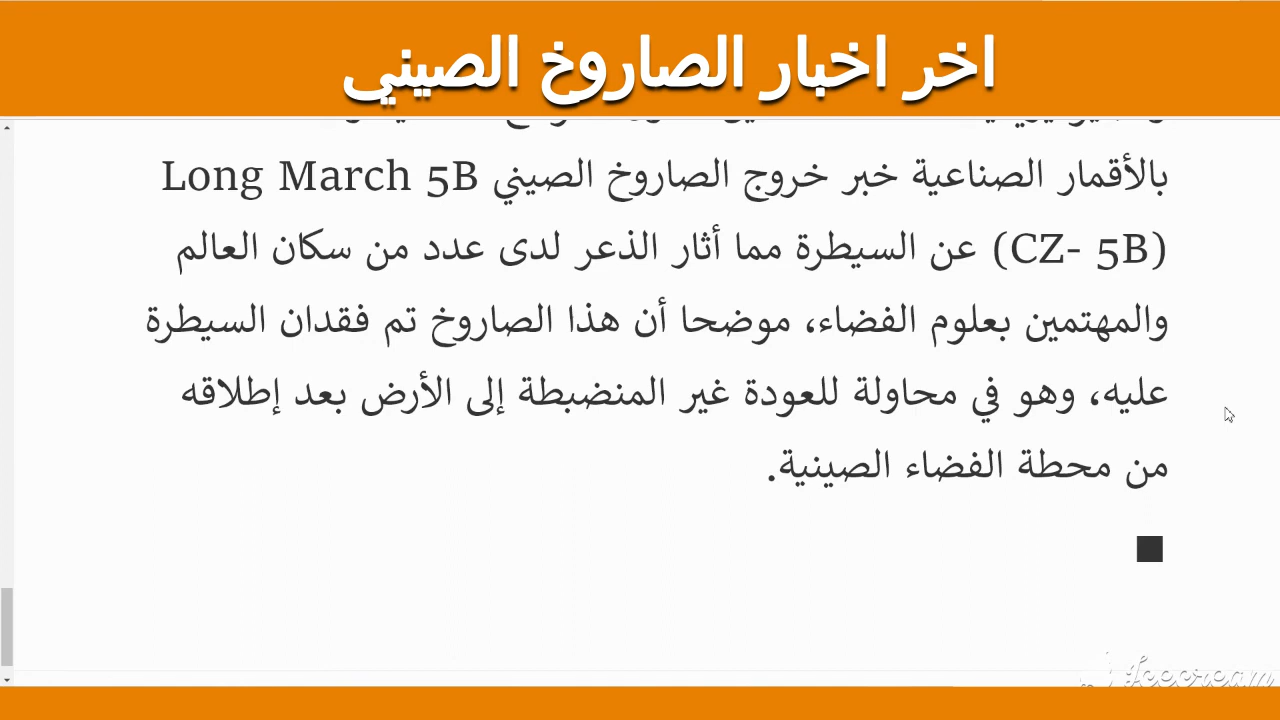 اخر اخبار الصاروخ الصيني
بالأقمار الصناعية خبر خروج الصاروخ الصيني Long March 5B
(CZ- 5B) عن السيطرة مما أثار الذعر لدى عدد من سكان العالم
والمهتمين بعلوم الفضاء، موضحا أن هذا الصاروخ تم فقدان السيطرة
عليه، وهو في محاولة للعودة غير المنضبطة إلى الأرض بعد إطلاقه
من محطة الفضاء الصينية.
Icecream